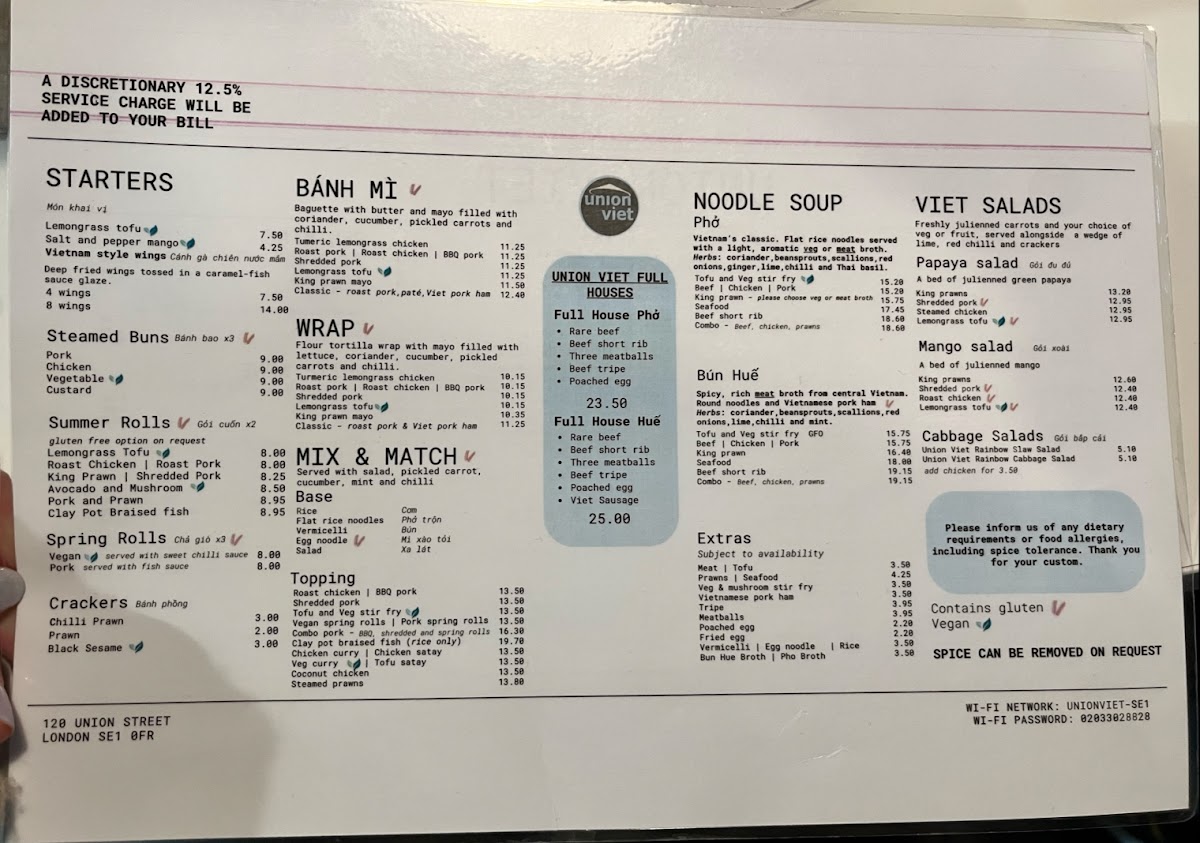 A DISCRETIONARY 12.5%
SERVICE CHARGE WILL BE
ADDED TO YOUR BILL
STARTERS
Món khai vị
Lemongrass tofu 7.50
Salt and pepper mango 4.25
Vietnam style wings Cánh gà chiên nước mắm
Deep fried wings tossed in a caramel-fish
sauce glaze.
4 wings 7.50
8 wings 14.00
Steamed Buns Bánh bao x3
Pork 9.00
Chicken 9.00
Vegetable 9.00
Custard 9.00
Summer Rolls Gỏi cuốn x2
gluten free option on request
Lemongrass Tofu 8.00
Roast Chicken | Roast Pork 8.00
King Prawn | Shredded Pork 8.25
Avocado and Mushroom 8.50
Pork and Prawn 8.95
Clay Pot Braised fish 8.95
Spring Rolls Chả giò x3
Vegan served with sweet chilli sauce 8.00
Pork served with fish sauce 8.00
Crackers Bánh phồng
Chilli Prawn 3.00
Prawn 2.00
Black Sesame 3.00
BÁNH MÌ
Baguette with butter and mayo filled with
coriander, cucumber, pickled carrots and
chilli.
Tumeric lemongrass chicken 11.25
Roast pork | Roast chicken | BBQ pork 11.25
Shredded pork 11.25
Lemongrass tofu 11.25
King prawn mayo 11.50
Classic - roast pork,paté,Viet pork ham 12.40
WRAP
Flour tortilla wrap with mayo filled with
lettuce, coriander, cucumber, pickled
carrots and chilli.
Turmeric lemongrass chicken 10.15
Roast pork | Roast chicken | BBQ pork 10.15
Shredded pork 10.15
Lemongrass tofu 10.15
King prawn mayo 10.35
Classic - roast pork & Viet pork ham 11.25
MIX & MATCH
Served with salad, pickled carrot,
cucumber, mint and chilli
Base
Rice Cơm
Flat rice noodles Phở trộn
Vermicelli Bún
Egg noodle Mì xào tỏi
Salad Xa lát
Topping
Roast chicken | BBQ pork 13.50
Shredded pork 13.50
Tofu and Veg stir fry 13.50
Vegan spring rolls | Pork spring rolls 13.50
Combo pork - BBQ, shredded and spring rolls 16.30
Clay pot braised fish (rice only) 19.70
Chicken curry | Chicken satay 13.50
Veg curry | Tofu satay 13.50
Coconut chicken 13.50
Steamed prawns 13.80
union
viet
UNION VIET FULL
HOUSES
Full House Phở
• Rare beef
• Beef short rib
• Three meatballs
• Beef tripe
• Poached egg
23.50
Full House Huế
• Rare beef
• Beef short rib
• Three meatballs
• Beef tripe
• Poached egg
• Viet Sausage
25.00
NOODLE SOUP
Phở
Vietnam's classic. Flat rice noodles served
with a light, aromatic veg or meat broth.
Herbs: coriander,beansprouts,scallions,red
onions,ginger,lime,chilli and Thai basil.
Tofu and Veg stir fry 15.20
Beef | Chicken | Pork 15.20
King prawn - please choose veg or meat broth 15.75
Seafood 17.45
Beef short rib 18.60
Combo - Beef, chicken, prawns 18.60
Bún Huế
Spicy, rich meat broth from central Vietnam.
Round noodles and Vietnamese pork ham
Herbs: coriander,beansprouts,scallions,red
onions,lime,chilli and mint.
Tofu and Veg stir fry GFO 15.75
Beef | Chicken | Pork 15.75
King prawn 16.40
Seafood 18.00
Beef short rib 19.15
Combo - Beef, chicken, prawns 19.15
Extras
Subject to availability
Meat | Tofu 3.50
Prawns | Seafood 4.25
Veg & mushroom stir fry 3.50
Vietnamese pork ham 3.50
Tripe 3.95
Meatballs 3.95
Poached egg 2.20
Fried egg 2.20
Vermicelli | Egg noodle | Rice 3.50
Bun Hue Broth | Pho Broth 3.50
VIET SALADS
Freshly julienned carrots and your choice of
veg or fruit, served alongside a wedge of
lime, red chilli and crackers
Papaya salad Gỏi đu đủ
A bed of julienned green papaya
King prawns 13.20
Shredded pork 12.95
Steamed chicken 12.95
Lemongrass tofu 12.95
Mango salad Gỏi xoài
A bed of julienned mango
King prawns 12.60
Shredded pork 12.40
Roast chicken 12.40
Lemongrass tofu 12.40
Cabbage Salads Gỏi bắp cải
Union Viet Rainbow Slaw Salad 5.10
Union Viet Rainbow Cabbage Salad 5.10
add chicken for 3.50
Please inform us of any dietary
requirements or food allergies,
including spice tolerance. Thank you
for your custom.
Contains gluten
Vegan
SPICE CAN BE REMOVED ON REQUEST
120 UNION STREET
LONDON SE1 0FR
WI-FI NETWORK: UNIONVIET-SE1
WI-FI PASSWORD: 02033028828